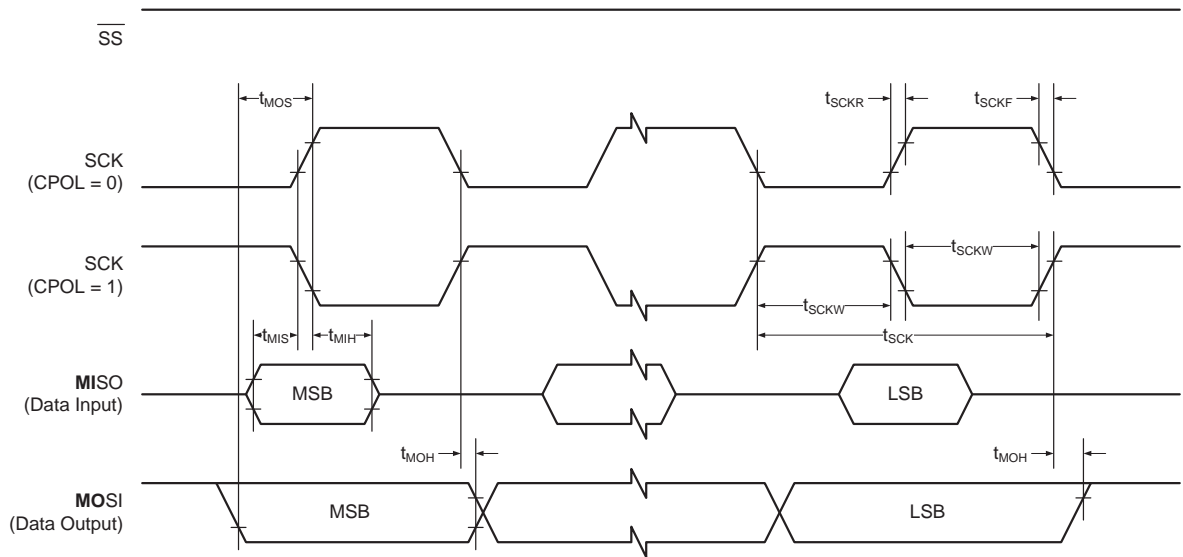 SS
tMOS
tSCKR
tSCKF
SCK
(CPOL = 0)
SCK
(CPOL = 1)
tSCKW
tSCKW
tMIS
tMIH
tSCK
MISO
(Data Input)
MSB
LSB
tMOH
tMOH
MOSI
(Data Output)
MSB
LSB